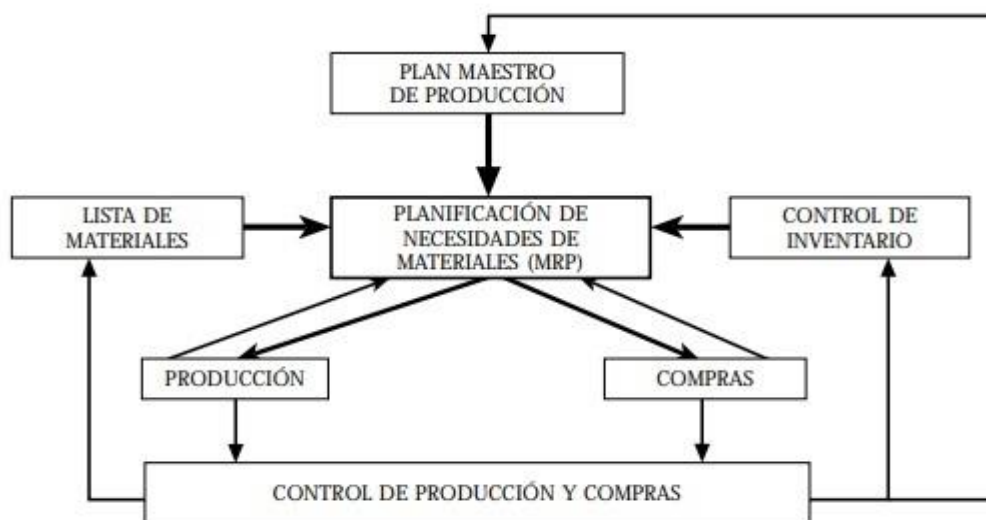 PLAN MAESTRO
DE PRODUCCIÓN
LISTA DE
MATERIALES
PLANIFICACIÓN DE
NECESIDADES DE
MATERIALES (MRP)
CONTROL DE
INVENTARIO
PRODUCCIÓN
COMPRAS
CONTROL DE PRODUCCIÓN Y COMPRAS